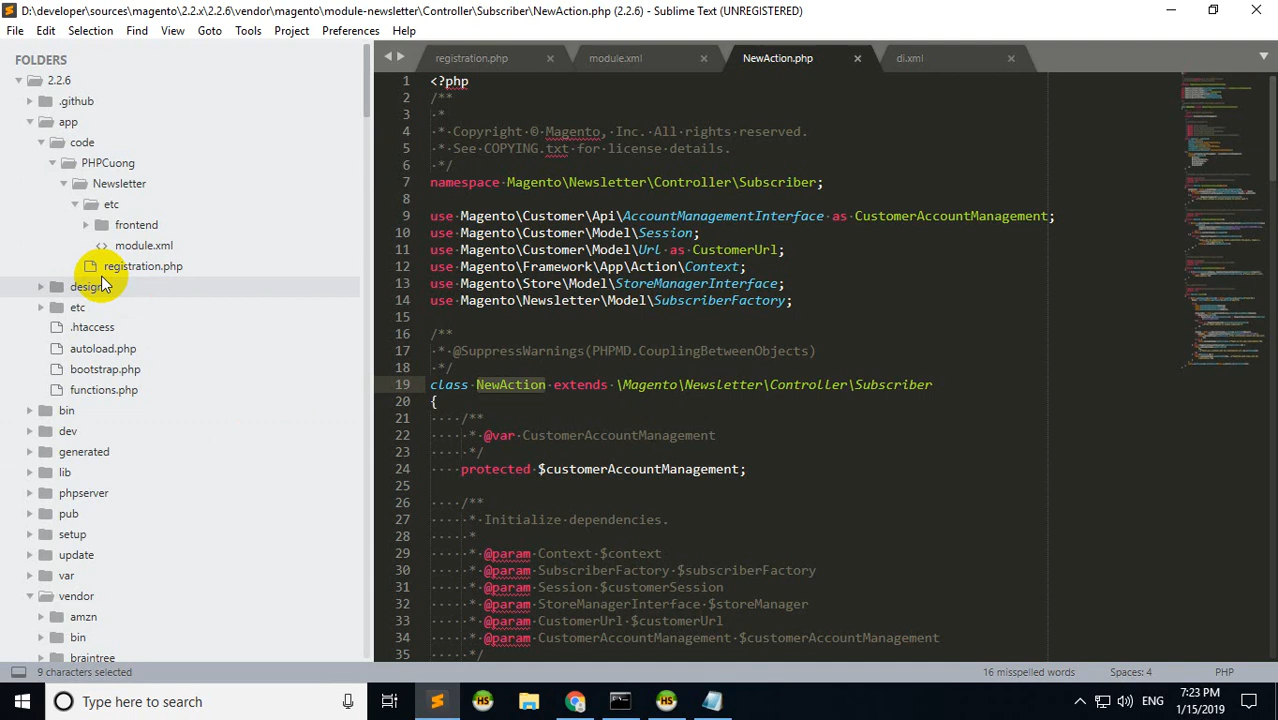 D:\developer\sources\magento\2.2.x\2.2.6\vendor\magento\module-newsletter\Controller\Subscriber\NewAction.php (2.2.6) - Sublime Text (UNREGISTERED)
File Edit Selection Find View Goto Tools Project Preferences Help
FOLDERS
2.2.6
.github
app
code
PHPCuong
Newsletter
etc
frontend
<> module.xml
registration.php
design
etc
.htaccess
autoload.php
bootstrap.php
functions.php
bin
dev
generated
lib
phpserver
pub
setup
update
var
vendor
amzn
bin
braintree
registration.php module.xml NewAction.php di.xml
1 <?php
2 /**
3 *
4 * Copyright © Magento, Inc. All rights reserved.
5 * See COPYING.txt for license details.
6 */
7 namespace Magento\Newsletter\Controller\Subscriber;
8
9 use Magento\Customer\Api\AccountManagementInterface as CustomerAccountManagement;
10 use Magento\Customer\Model\Session;
11 use Magento\Customer\Model\Url as CustomerUrl;
12 use Magento\Framework\App\Action\Context;
13 use Magento\Store\Model\StoreManagerInterface;
14 use Magento\Newsletter\Model\SubscriberFactory;
15
16 /**
17 * @SuppressWarnings(PHPMD.CouplingBetweenObjects)
18 */
19 class NewAction extends \Magento\Newsletter\Controller\Subscriber
20 {
21 /**
22 * @var CustomerAccountManagement
23 */
24 protected $customerAccountManagement;
25
26 /**
27 * Initialize dependencies.
28 *
29 * @param Context $context
30 * @param SubscriberFactory $subscriberFactory
31 * @param Session $customerSession
32 * @param StoreManagerInterface $storeManager
33 * @param CustomerUrl $customerUrl
34 * @param CustomerAccountManagement $customerAccountManagement
35 */
9 characters selected 16 misspelled words Spaces: 4 PHP
Type here to search
HS
HS
ENG
7:23 PM
1/15/2019